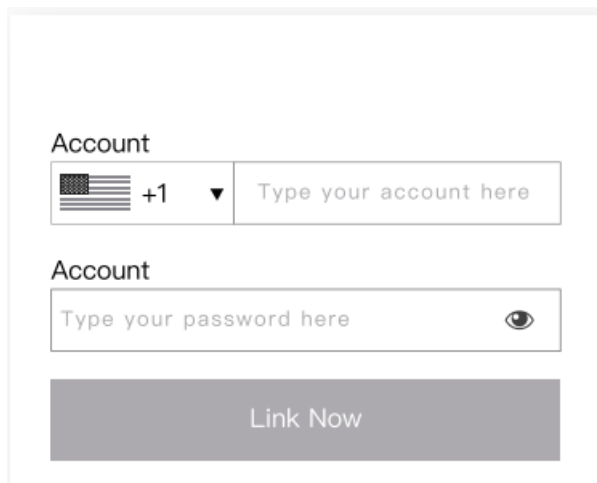 Account
+1 ▼ Type your account here
Account
Type your password here
Link Now